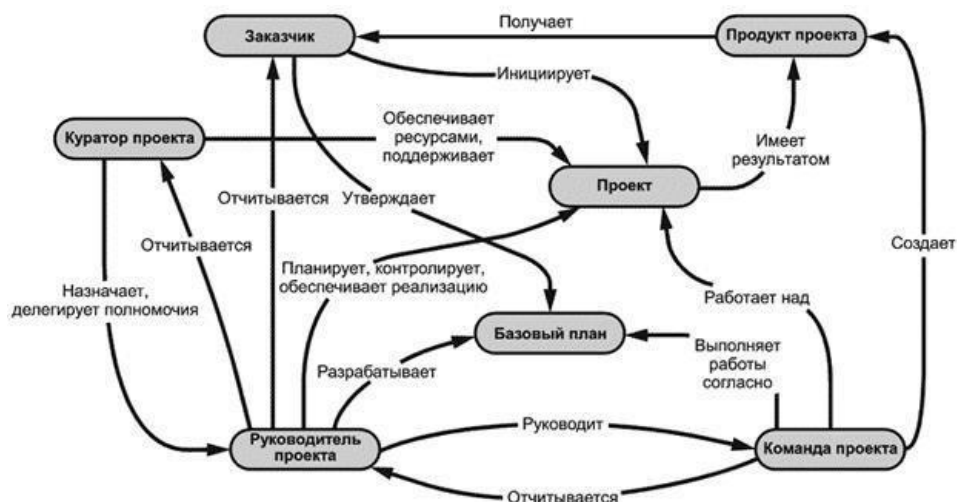 Получает
Заказчик
Продукт проекта
Инициирует
Куратор проекта
Обеспечивает
ресурсами,
поддерживает
Имеет
результатом
Проект
Отчитывается
Утверждает
Отчитывается
Создает
Планирует, контролирует,
обеспечивает реализацию
Назначает,
делегирует полномочия
Работает над
Базовый план
Выполняет
работы
согласно
Разрабатывает
Руководитель
проекта
Руководит
Команда проекта
Отчитывается